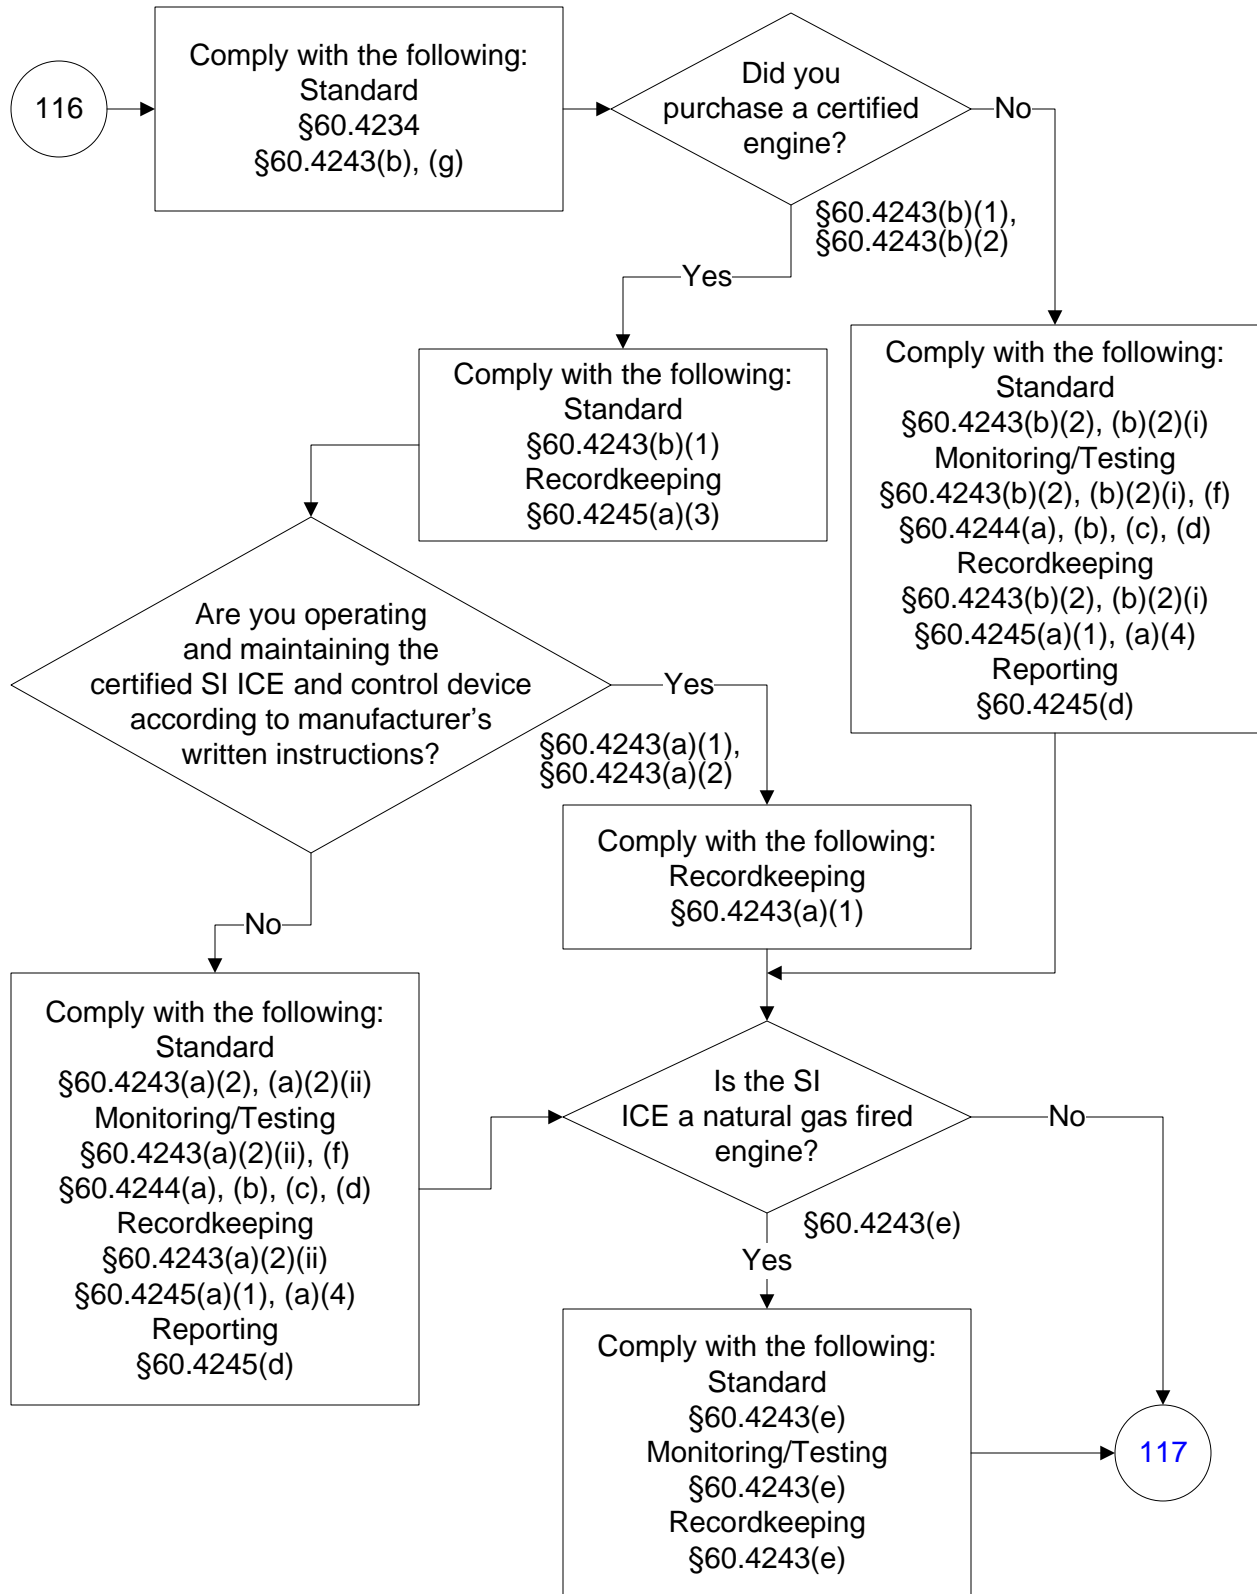 116
Comply with the following:
Standard
§60.4234
§60.4243(b), (g)
Did you
purchase a certified
engine?
No
§60.4243(b)(1),
§60.4243(b)(2)
Yes
Comply with the following:
Standard
§60.4243(b)(1)
Recordkeeping
§60.4245(a)(3)
Comply with the following:
Standard
§60.4243(b)(2), (b)(2)(i)
Monitoring/Testing
§60.4243(b)(2), (b)(2)(i), (f)
§60.4244(a), (b), (c), (d)
Recordkeeping
§60.4243(b)(2), (b)(2)(i)
§60.4245(a)(1), (a)(4)
Reporting
§60.4245(d)
Are you operating
and maintaining the
certified SI ICE and control device
according to manufacturer's
written instructions?
Yes
§60.4243(a)(1),
§60.4243(a)(2)
Comply with the following:
Recordkeeping
§60.4243(a)(1)
No
Comply with the following:
Standard
§60.4243(a)(2), (a)(2)(ii)
Monitoring/Testing
§60.4243(a)(2)(ii), (f)
§60.4244(a), (b), (c), (d)
Recordkeeping
§60.4243(a)(2)(ii)
§60.4245(a)(1), (a)(4)
Reporting
§60.4245(d)
Is the SI
ICE a natural gas fired
engine?
No
§60.4243(e)
Yes
Comply with the following:
Standard
§60.4243(e)
Monitoring/Testing
§60.4243(e)
Recordkeeping
§60.4243(e)
117